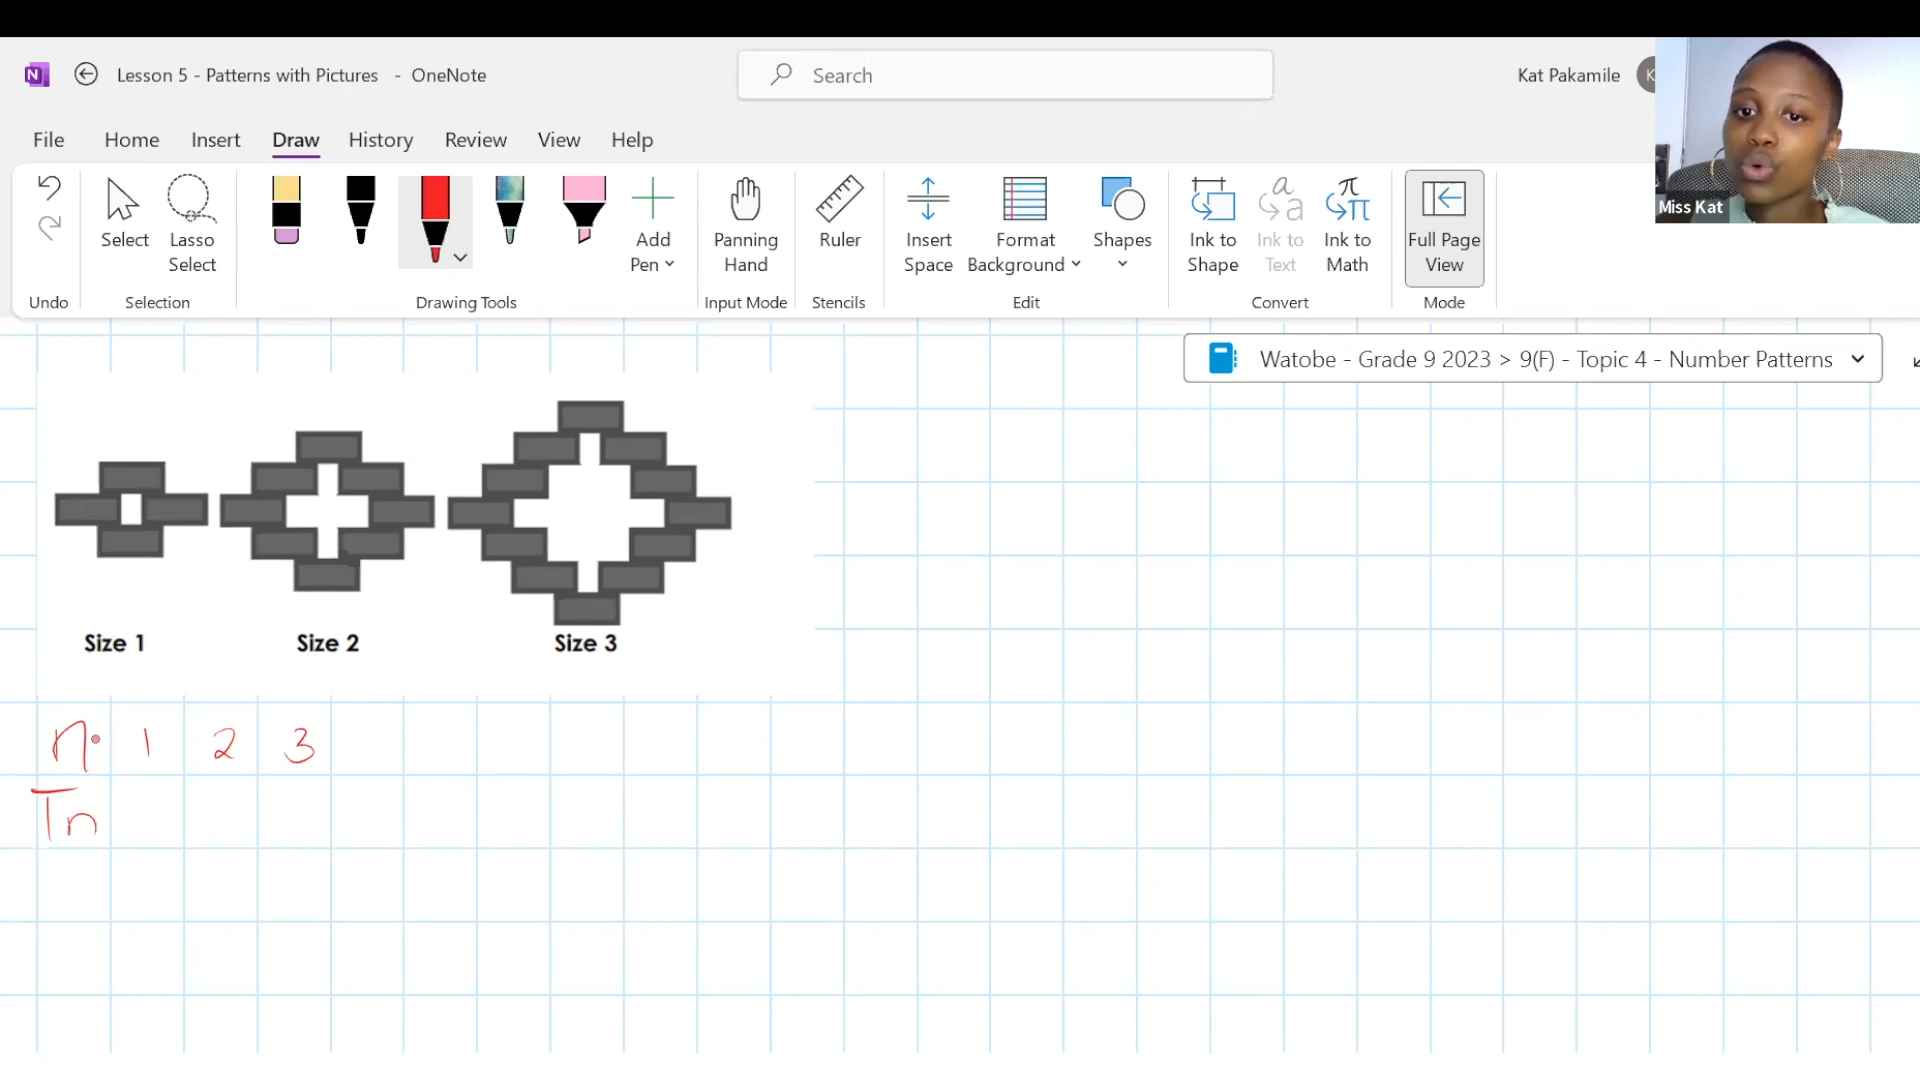 Lesson 5 - Patterns with Pictures - OneNote
Search
Kat Pakamile
K
File Home Insert Draw History Review View Help
Select
Lasso Select
Add Pen
Panning Hand
Ruler
Insert Space
Format Background
Shapes
Ink to Shape
Ink to Text
Ink to Math
Full Page View
Undo Selection Drawing Tools Input Mode Stencils Edit Convert Mode
Miss Kat
Watobe - Grade 9 2023 > 9(F) - Topic 4 - Number Patterns
Size 1 Size 2 Size 3
n 1 2 3
Tn